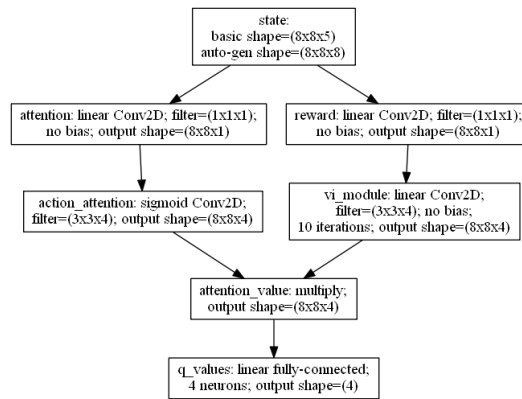 state:
basic shape=(8x8x5)
auto-gen shape=(8x8x8)
attention: linear Conv2D; filter=(1x1x1);
no bias; output shape=(8x8x1)
reward: linear Conv2D; filter=(1x1x1);
no bias; output shape=(8x8x1)
action_attention: sigmoid Conv2D;
filter=(3x3x4); output shape=(8x8x4)
vi_module: linear Conv2D;
filter=(3x3x4); no bias;
10 iterations; output shape=(8x8x4)
attention_value: multiply;
output shape=(8x8x4)
q_values: linear fully-connected;
4 neurons; output shape=(4)